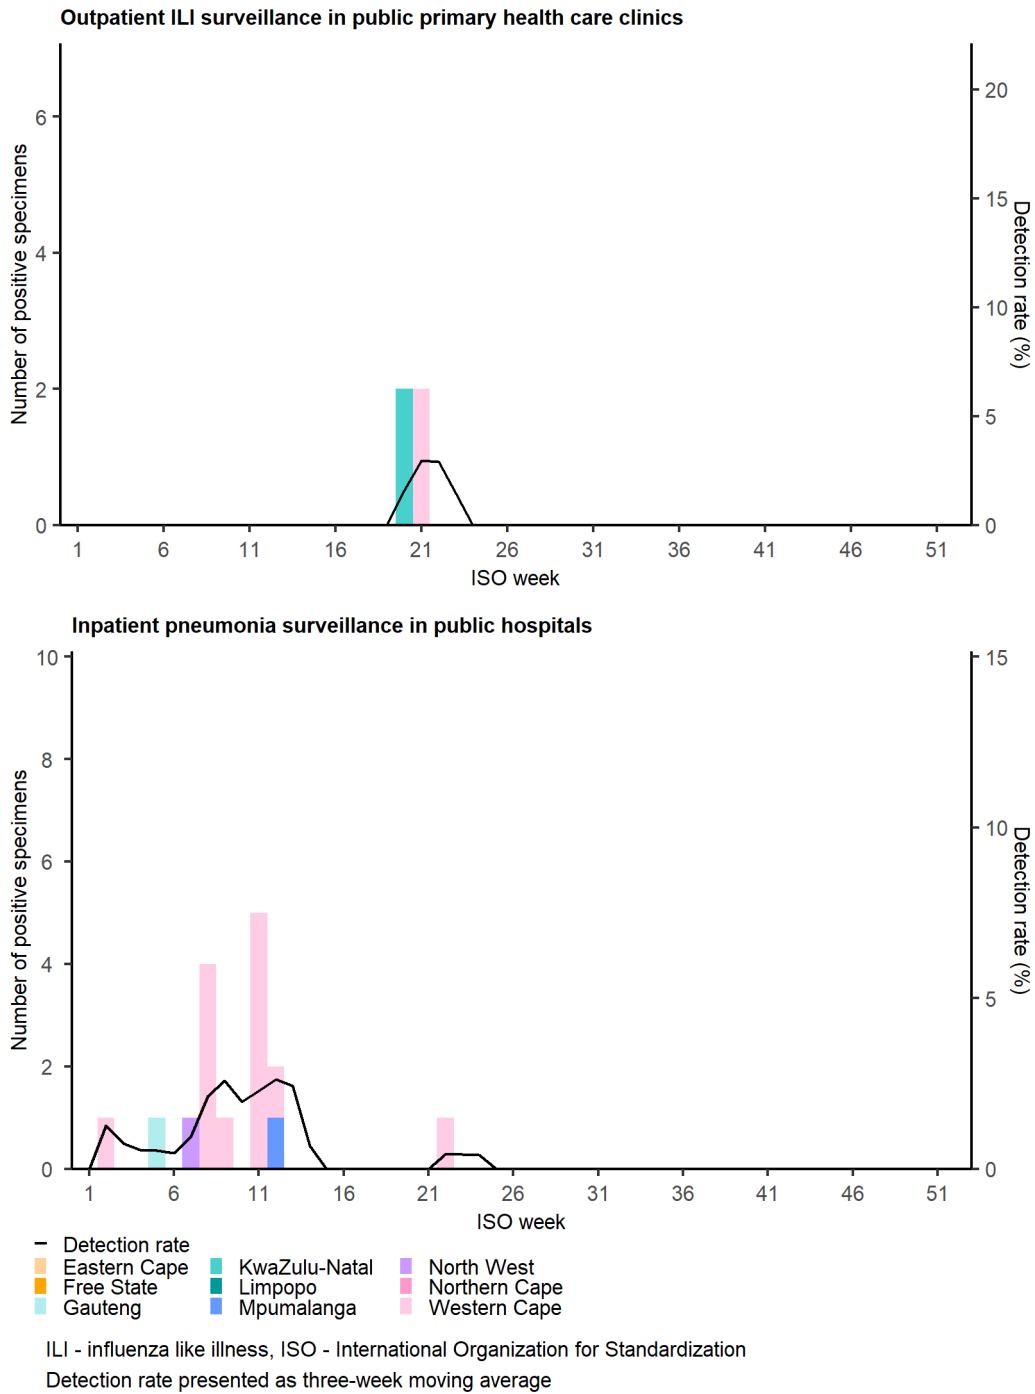 Outpatient ILI surveillance in public primary health care clinics
Number of positive specimens
6
4
2
0
20
15
10
5
0
Detection rate (%)
1 6 11 16 21 26 31 36 41 46 51
ISO week
Inpatient pneumonia surveillance in public hospitals
Number of positive specimens
10
8
6
4
2
0
15
10
5
0
Detection rate (%)
1 6 11 16 21 26 31 36 41 46 51
ISO week
Detection rate
Eastern Cape KwaZulu-Natal North West
Free State Limpopo Northern Cape
Gauteng Mpumalanga Western Cape
ILI - influenza like illness, ISO - International Organization for Standardization
Detection rate presented as three-week moving average